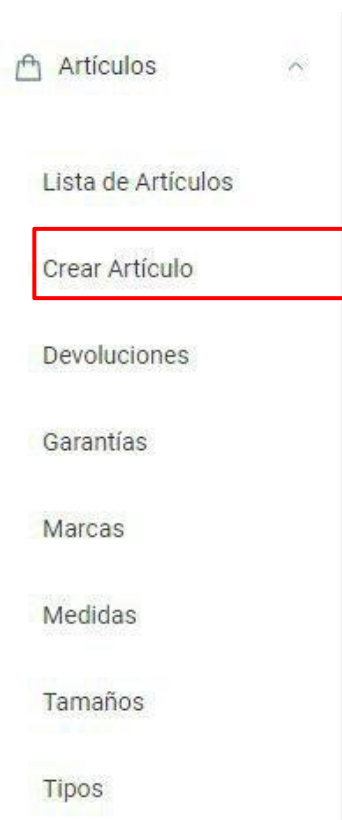 Artículos
Lista de Artículos
Crear Artículo
Devoluciones
Garantías
Marcas
Medidas
Tamaños
Tipos